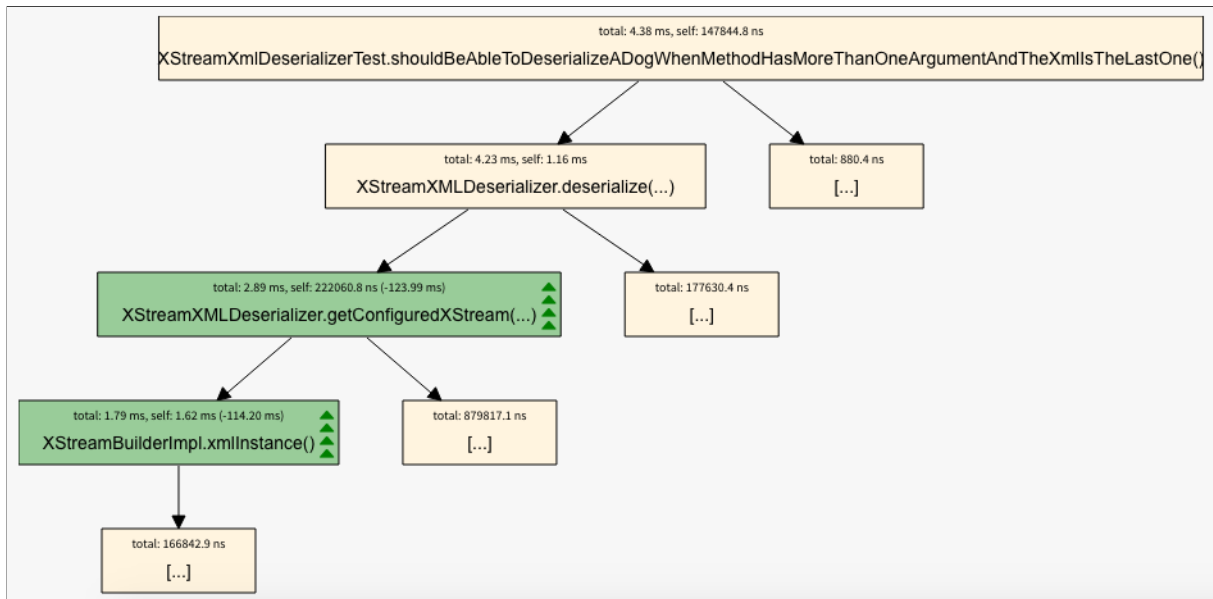 total: 4.38 ms, self: 147844.8 ns
XStreamXmlDeserializerTest.shouldBeAbleToDeserializeADogWhenMethodHasMoreThanOneArgumentAndTheXmlIsTheLastOne()
total: 4.23 ms, self: 1.16 ms
XStreamXMLDeserializer.deserialize(...)
total: 880.4 ns
[...]
total: 2.89 ms, self: 222060.8 ns (-123.99 ms)
XStreamXMLDeserializer.getConfiguredXStream(...)
total: 177630.4 ns
[...]
total: 1.79 ms, self: 1.62 ms (-114.20 ms)
XStreamBuilderImpl.xmlInstance()
total: 879817.1 ns
[...]
total: 166842.9 ns
[...]